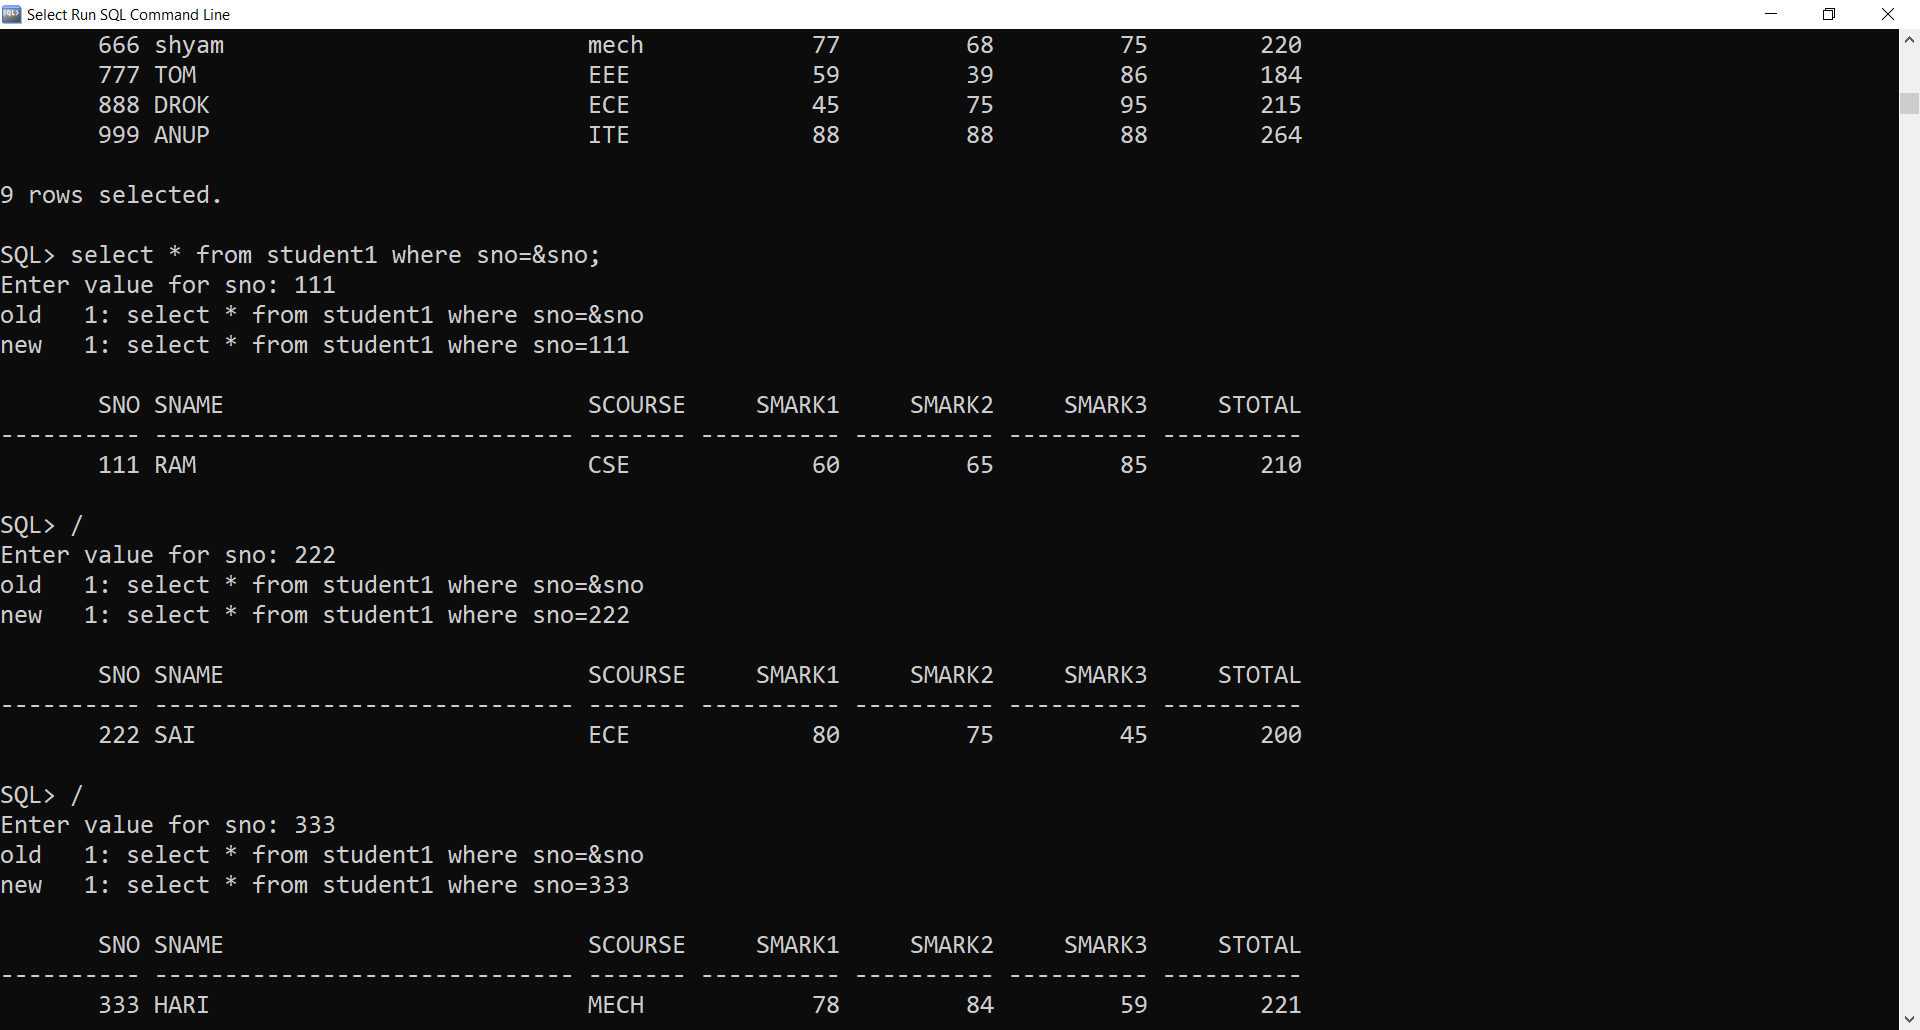 Select Run SQL Command Line
666 shyam mech 77 68 75 220
777 TOM EEE 59 39 86 184
888 DROK ECE 45 75 95 215
999 ANUP ITE 88 88 88 264
9 rows selected.
SQL> select * from student1 where sno=&sno;
Enter value for sno: 111
old   1: select * from student1 where sno=&sno
new   1: select * from student1 where sno=111
SNO SNAME SCOURSE SMARK1 SMARK2 SMARK3 STOTAL
---------- ------------------------------ ------- ---------- ---------- ---------- ----------
111 RAM CSE 60 65 85 210
SQL> /
Enter value for sno: 222
old   1: select * from student1 where sno=&sno
new   1: select * from student1 where sno=222
SNO SNAME SCOURSE SMARK1 SMARK2 SMARK3 STOTAL
---------- ------------------------------ ------- ---------- ---------- ---------- ----------
222 SAI ECE 80 75 45 200
SQL> /
Enter value for sno: 333
old   1: select * from student1 where sno=&sno
new   1: select * from student1 where sno=333
SNO SNAME SCOURSE SMARK1 SMARK2 SMARK3 STOTAL
---------- ------------------------------ ------- ---------- ---------- ---------- ----------
333 HARI MECH 78 84 59 221